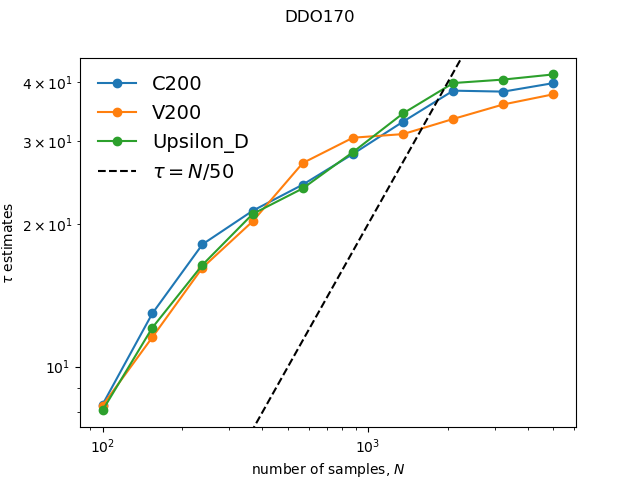 DDO170
C200
V200
Upsilon_D
τ = N/50
4 × 10¹
3 × 10¹
2 × 10¹
10¹
τ estimates
10² 10³
number of samples, N